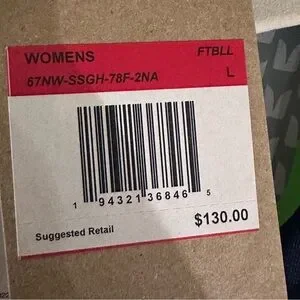 WOMENS FTBLL
67NW-SSGH-78F-2NA L
1 94321 36846 5
Suggested Retail $130.00